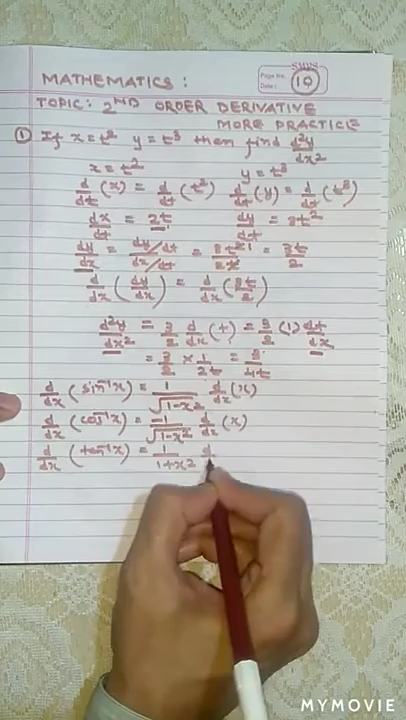 SHIPS
MATHEMATICS :
Page No. 10
Date :
TOPIC: 2ND ORDER DERIVATIVE
MORE PRACTICE
① If x=t² y=t³ then find d²y/dx²
x=t² y=t³
d/dt (x) = d/dt (t²) d/dt (y) = d/dt (t³)
dx/dt = 2t dy/dt = 3t²
dy/dx = dy/dt / dx/dt = 3t²/2t = 3t/2
d/dx (dy/dx) = d/dx (3t/2)
d²y/dx² = 3/2 d/dx (t) = 3/2 (1) dt/dx
= 3/2 × 1/2t = 3/4t
d/dx (sin⁻¹x) = 1/√1-x² d/dx (x)
d/dx (cos⁻¹x) = -1/√1-x² d/dx (x)
d/dx (tan⁻¹x) = 1/1+x² d
MYMOVIE